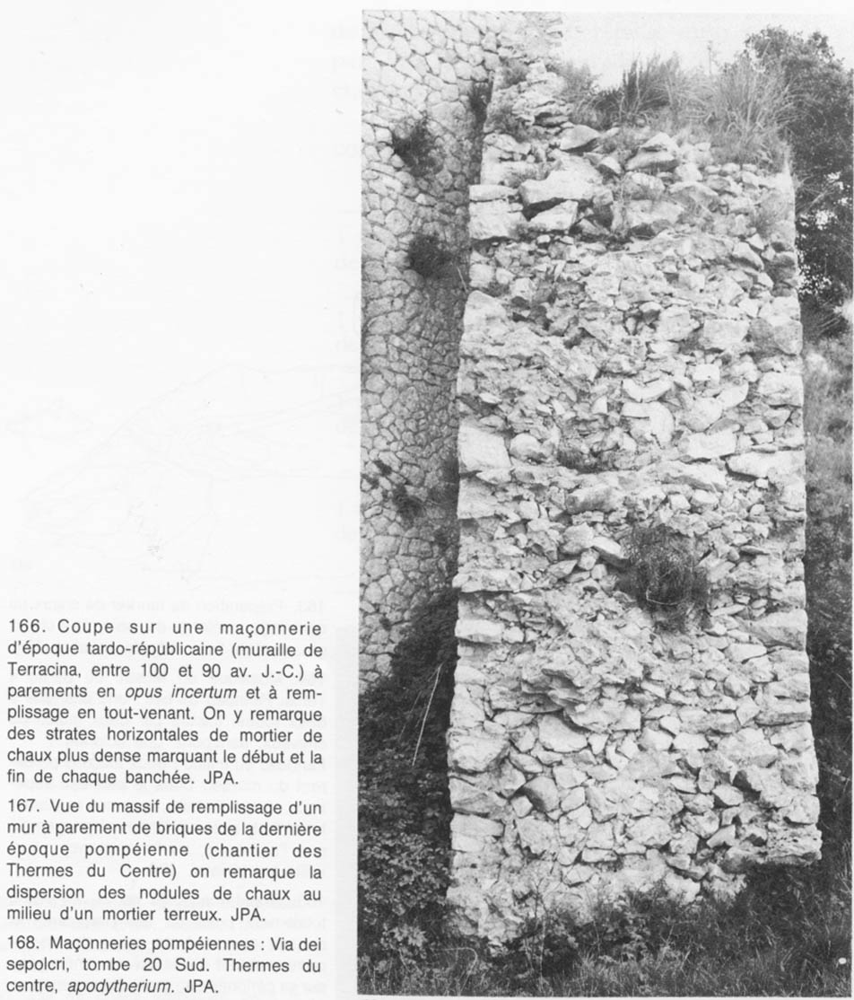 166. Coupe sur une maçonnerie
d'époque tardo-républicaine (muraille de
Terracina, entre 100 et 90 av. J.-C.) à
parements en opus incertum et à rem-
plissage en tout-venant. On y remarque
des strates horizontales de mortier de
chaux plus dense marquant le début et la
fin de chaque banchée. JPA.
167. Vue du massif de remplissage d'un
mur à parement de briques de la dernière
époque pompéienne (chantier des
Thermes du Centre) on remarque la
dispersion des nodules de chaux au
milieu d'un mortier terreux. JPA.
168. Maçonneries pompéiennes : Via dei
sepolcri, tombe 20 Sud. Thermes du
centre, apodytherium. JPA.